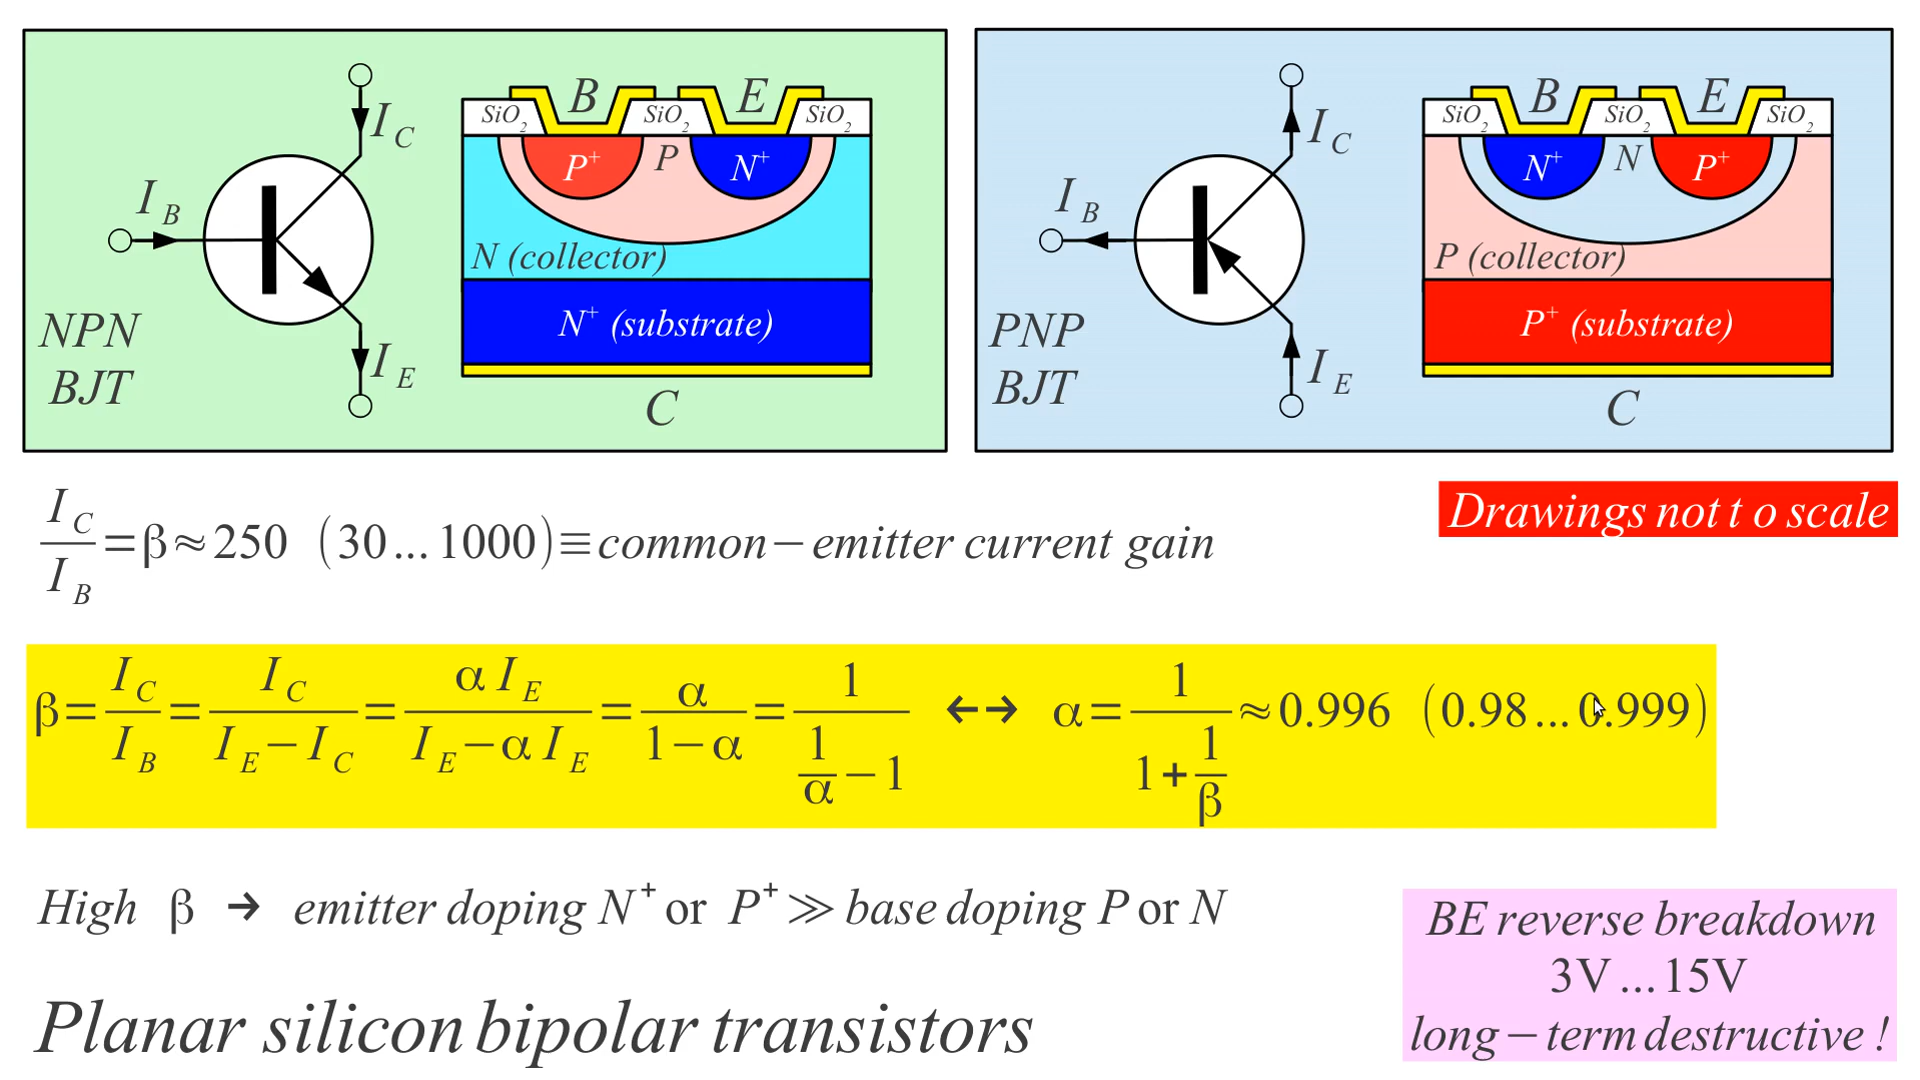 I_C
I_B
I_E
NPN
BJT
B E
SiO₂ SiO₂ SiO₂
P⁺ P N⁺
N (collector)
N⁺ (substrate)
C
I_C
I_B
I_E
PNP
BJT
B E
SiO₂ SiO₂ SiO₂
N⁺ N P⁺
P (collector)
P⁺ (substrate)
C
I_C / I_B = β ≈ 250 (30 ... 1000) ≡ common − emitter current gain
Drawings not t o scale
β = I_C / I_B = I_C / (I_E − I_C) = α I_E / (I_E − α I_E) = α / (1 − α) = 1 / (1/α − 1) ←→ α = 1 / (1 + 1/β) ≈ 0.996 (0.98 ... 0.999)
High β → emitter doping N⁺ or P⁺ ≫ base doping P or N
BE reverse breakdown
3V ... 15V
long − term destructive !
Planar silicon bipolar transistors